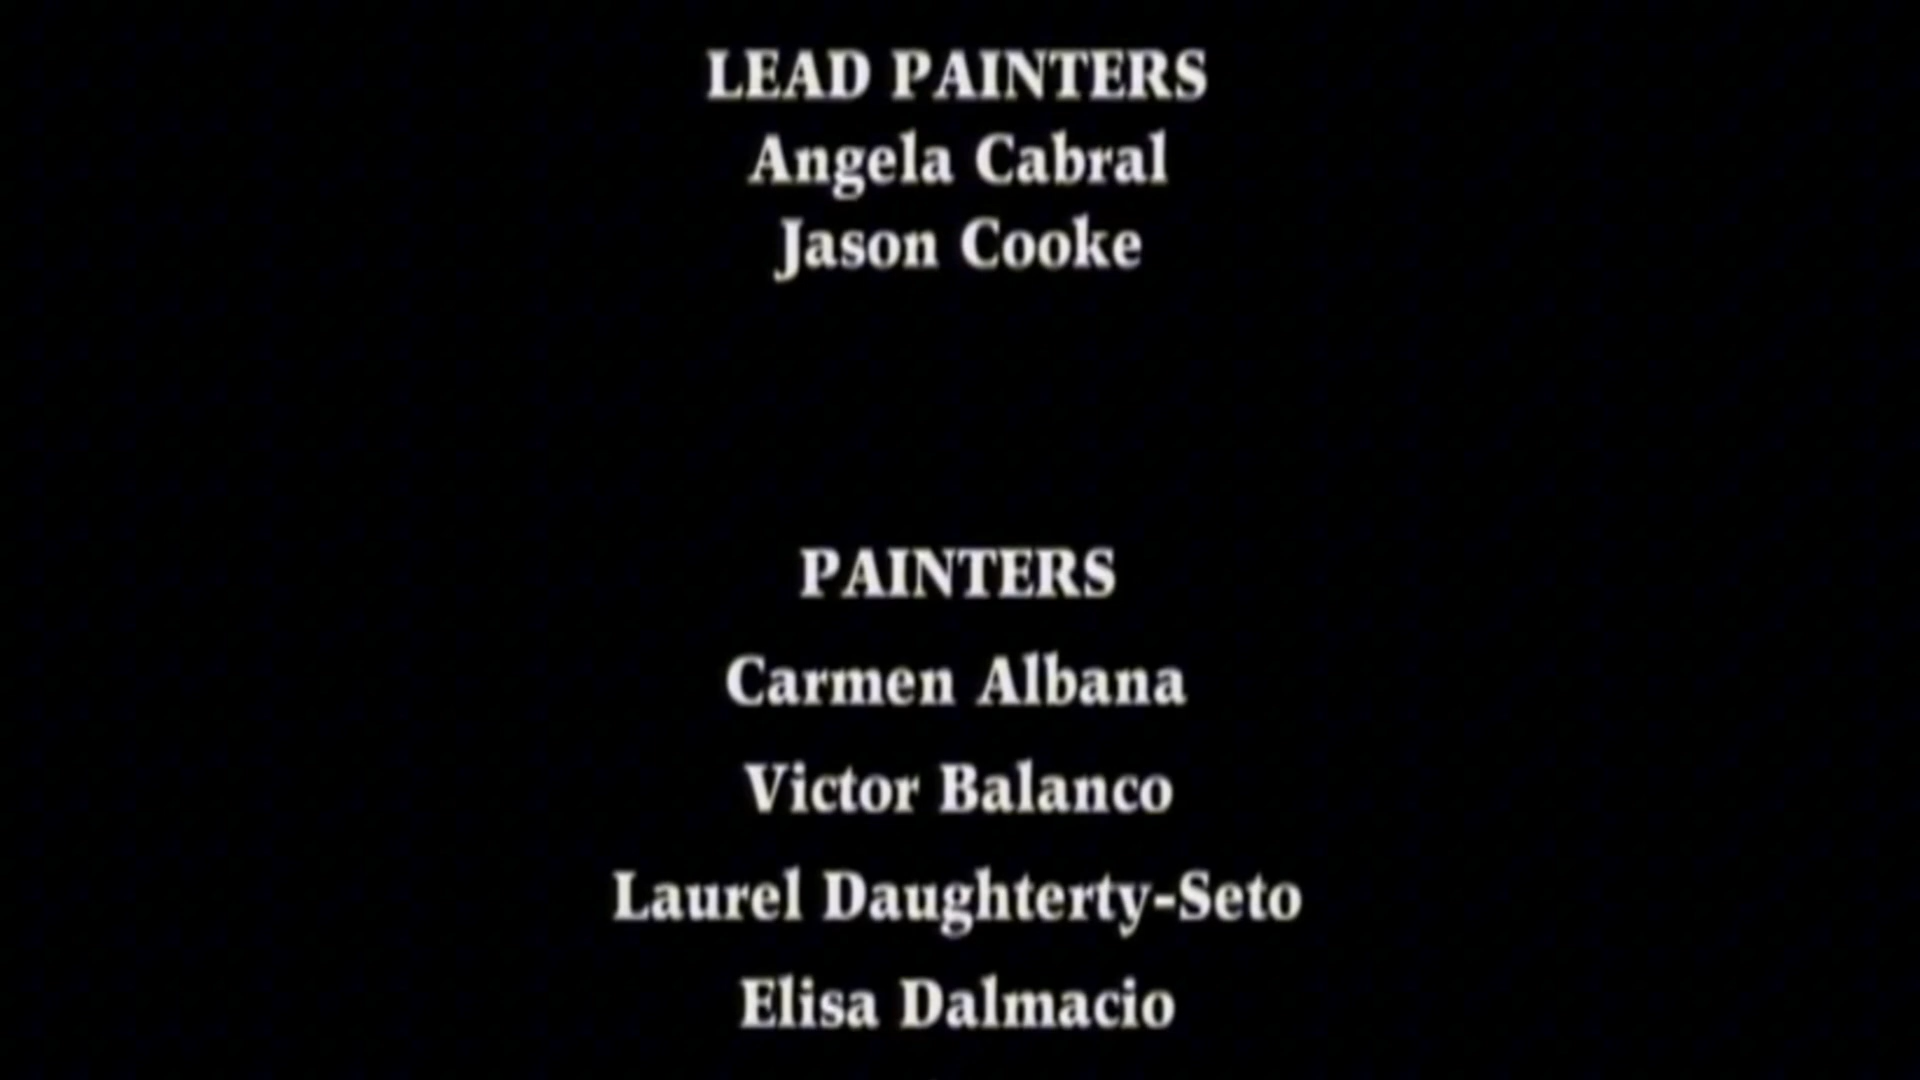 LEAD PAINTERS
Angela Cabral
Jason Cooke
PAINTERS
Carmen Albana
Victor Balanco
Laurel Daughterty-Seto
Elisa Dalmacio